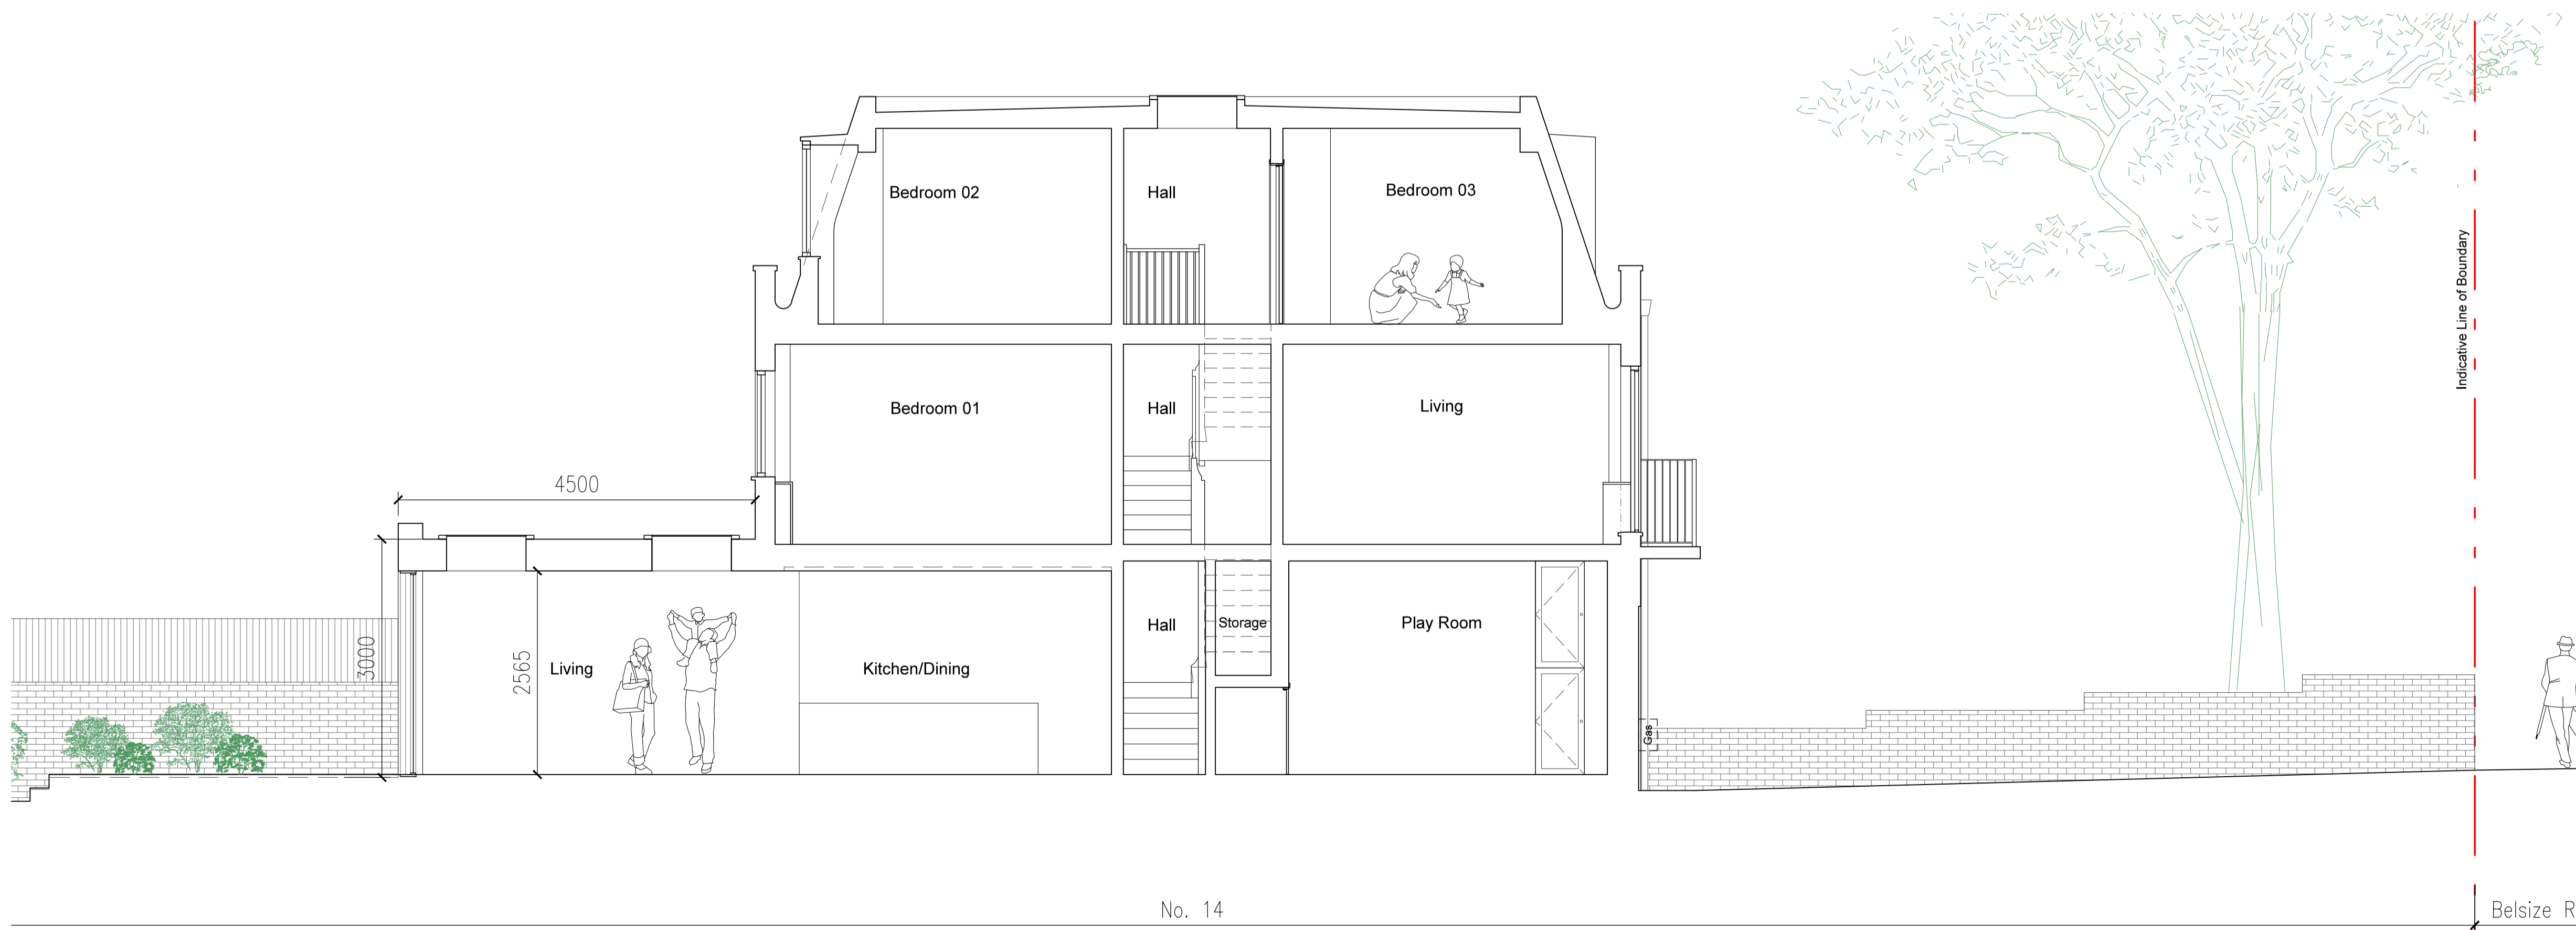 Bedroom 02
Hall
Bedroom 03
Indicative Line of Boundary
Bedroom 01
Hall
Living
4500
3000
2565
Living
Kitchen/Dining
Hall
Storage
Play Room
Gas
No. 14
Belsize R